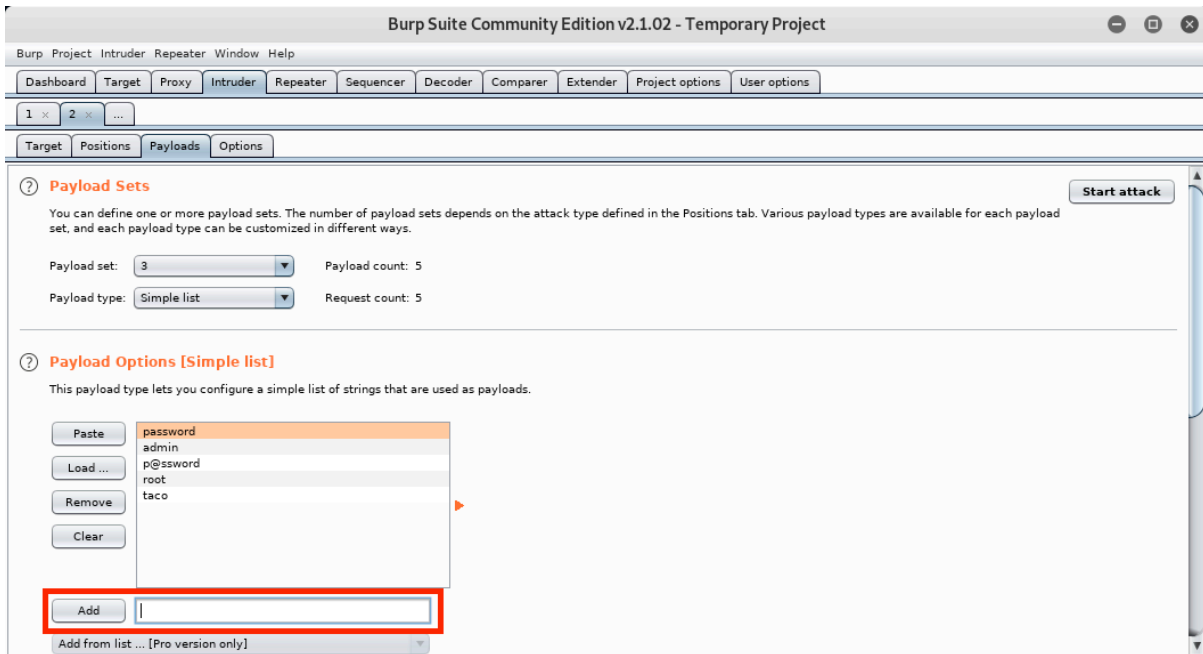 Burp Suite Community Edition v2.1.02 - Temporary Project
Burp Project Intruder Repeater Window Help
Dashboard Target Proxy Intruder Repeater Sequencer Decoder Comparer Extender Project options User options
1 × 2 × ...
Target Positions Payloads Options
? Payload Sets
Start attack
You can define one or more payload sets. The number of payload sets depends on the attack type defined in the Positions tab. Various payload types are available for each payload
set, and each payload type can be customized in different ways.
Payload set: 3 Payload count: 5
Payload type: Simple list Request count: 5
? Payload Options [Simple list]
This payload type lets you configure a simple list of strings that are used as payloads.
Paste
Load ...
Remove
Clear
password
admin
p@ssword
root
taco
Add
Add from list ... [Pro version only]